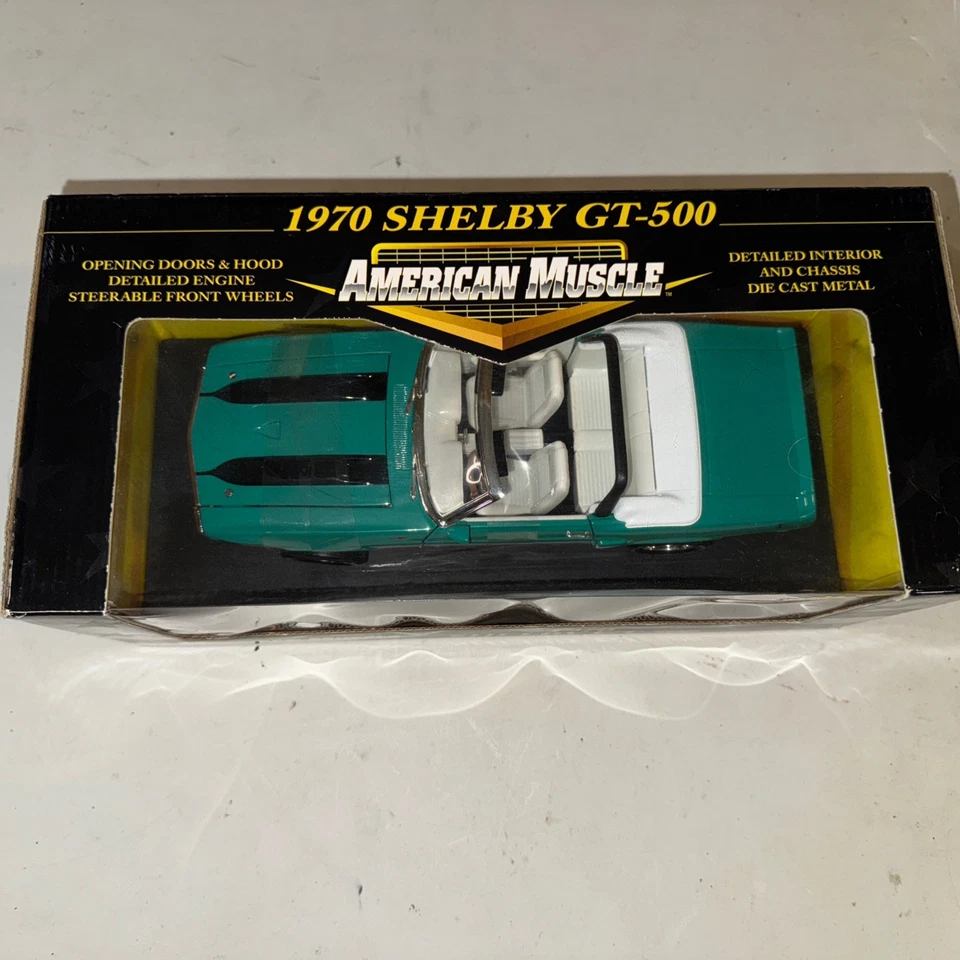 1970 SHELBY GT-500
OPENING DOORS & HOOD
DETAILED ENGINE
STEERABLE FRONT WHEELS
AMERICAN MUSCLE™
DETAILED INTERIOR
AND CHASSIS
DIE CAST METAL